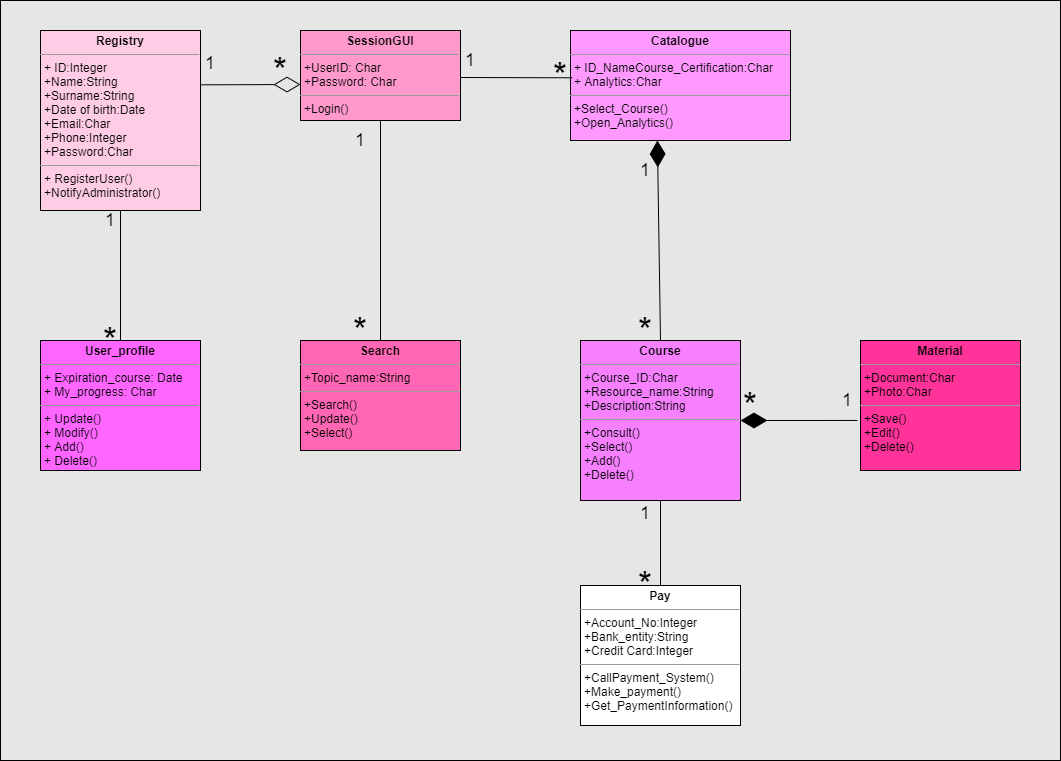 Registry
+ ID:Integer
+Name:String
+Surname:String
+Date of birth:Date
+Email:Char
+Phone:Integer
+Password:Char
+ RegisterUser()
+NotifyAdministrator()
1
*
SessionGUI
+UserID: Char
+Password: Char
+Login()
1
*
Catalogue
+ ID_NameCourse_Certification:Char
+ Analytics:Char
+Select_Course()
+Open_Analytics()
1
*
User_profile
+ Expiration_course: Date
+ My_progress: Char
+ Update()
+ Modify()
+ Add()
+ Delete()
1
*
Search
+Topic_name:String
+Search()
+Update()
+Select()
1
*
Course
+Course_ID:Char
+Resource_name:String
+Description:String
+Consult()
+Select()
+Add()
+Delete()
*
1
Material
+Document:Char
+Photo:Char
+Save()
+Edit()
+Delete()
1
*
Pay
+Account_No:Integer
+Bank_entity:String
+Credit Card:Integer
+CallPayment_System()
+Make_payment()
+Get_PaymentInformation()